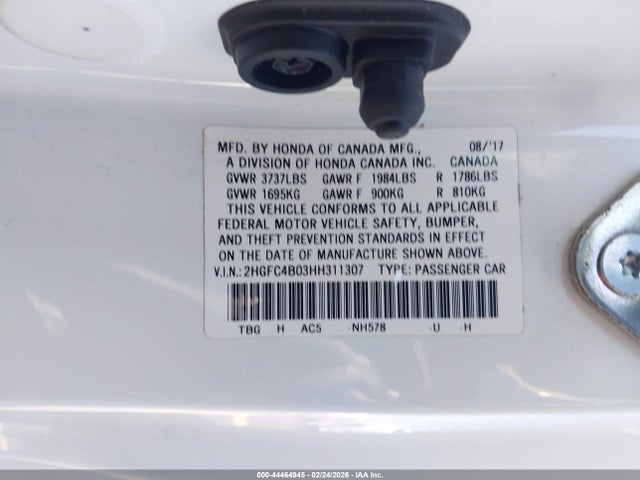 MFD. BY HONDA OF CANADA MFG., 08/'17
A DIVISION OF HONDA CANADA INC. CANADA
GVWR 3737LBS GAWR F 1984LBS R 1786LBS
GVWR 1695KG GAWR F 900KG R 810KG
THIS VEHICLE CONFORMS TO ALL APPLICABLE
FEDERAL MOTOR VEHICLE SAFETY, BUMPER,
AND THEFT PREVENTION STANDARDS IN EFFECT
ON THE DATE OF MANUFACTURE SHOWN ABOVE.
V.I.N.: 2HGFC4B03HH311307 TYPE: PASSENGER CAR
TBG H AC5 -NH578 -U -H
000-44464945 - 02/24/2026 - IAA Inc.